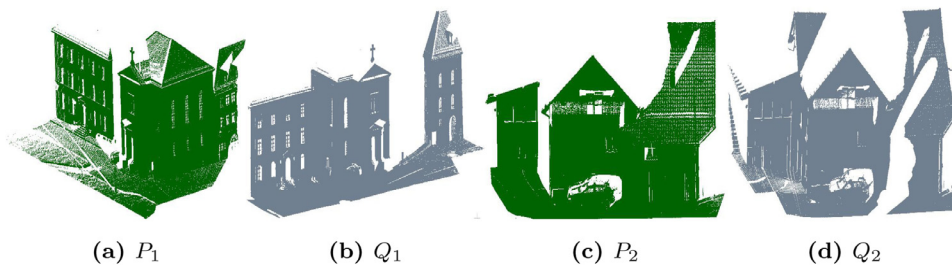 (a) P₁ (b) Q₁ (c) P₂ (d) Q₂